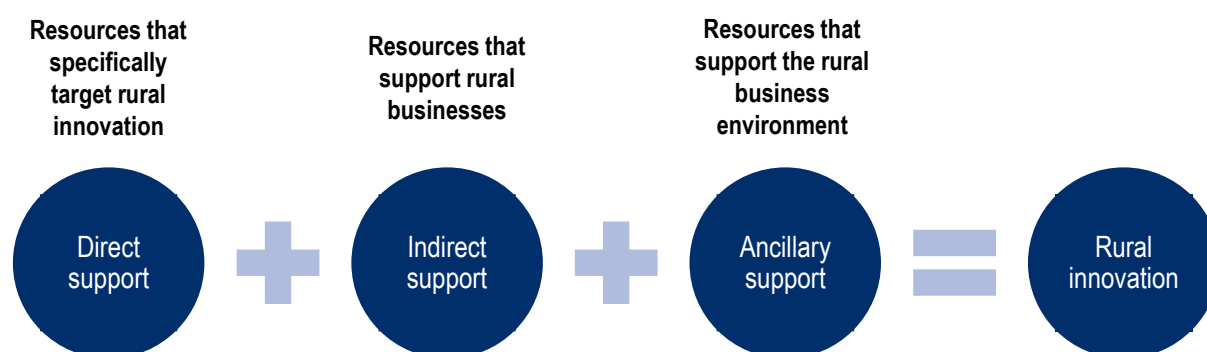 Resources that
specifically
target rural
innovation
Resources that
support rural
businesses
Resources that
support the rural
business
environment
Direct
support
Indirect
support
Ancillary
support
Rural
innovation